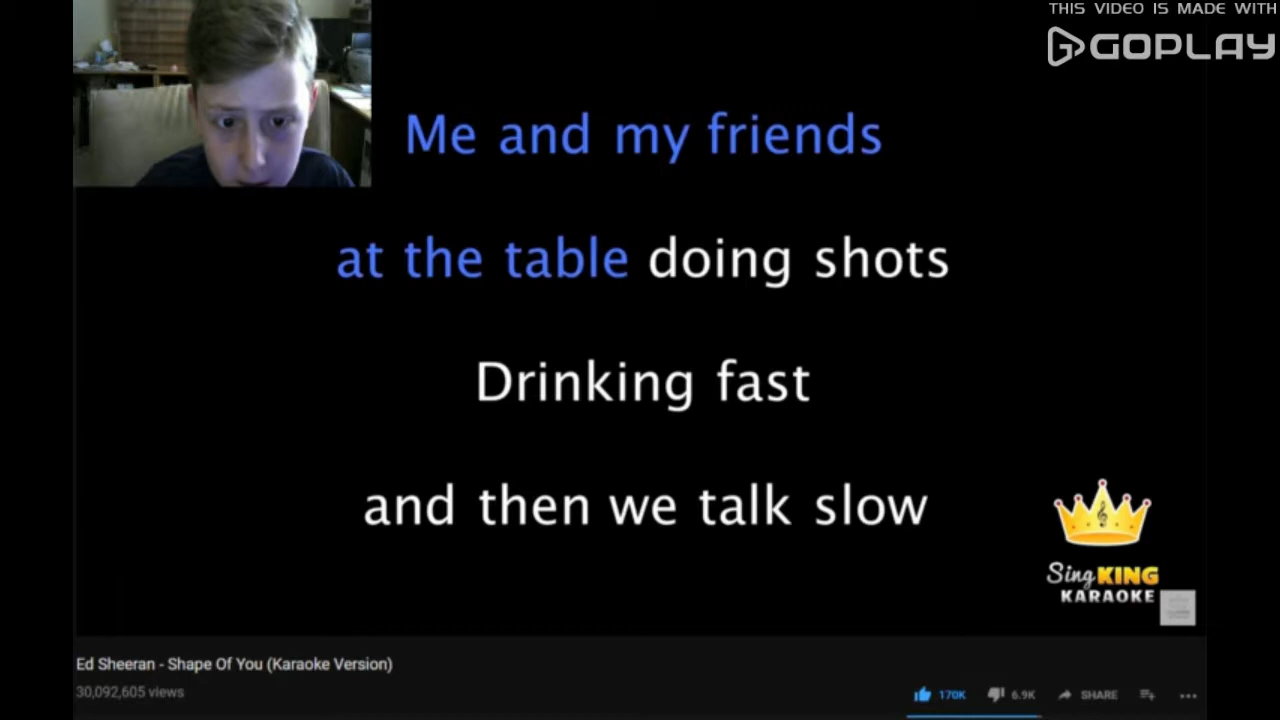 THIS VIDEO IS MADE WITH
GOPLAY
Me and my friends
at the table doing shots
Drinking fast
and then we talk slow
Sing KING
KARAOKE
Ed Sheeran - Shape Of You (Karaoke Version)
30,092,605 views
170K
6.9K
SHARE